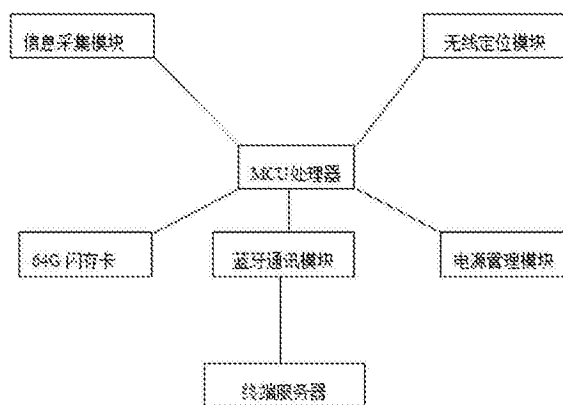 信息采集模块
无线定位模块
MCU处理器
64G 闪存卡
蓝牙通讯模块
电源管理模块
终端服务器